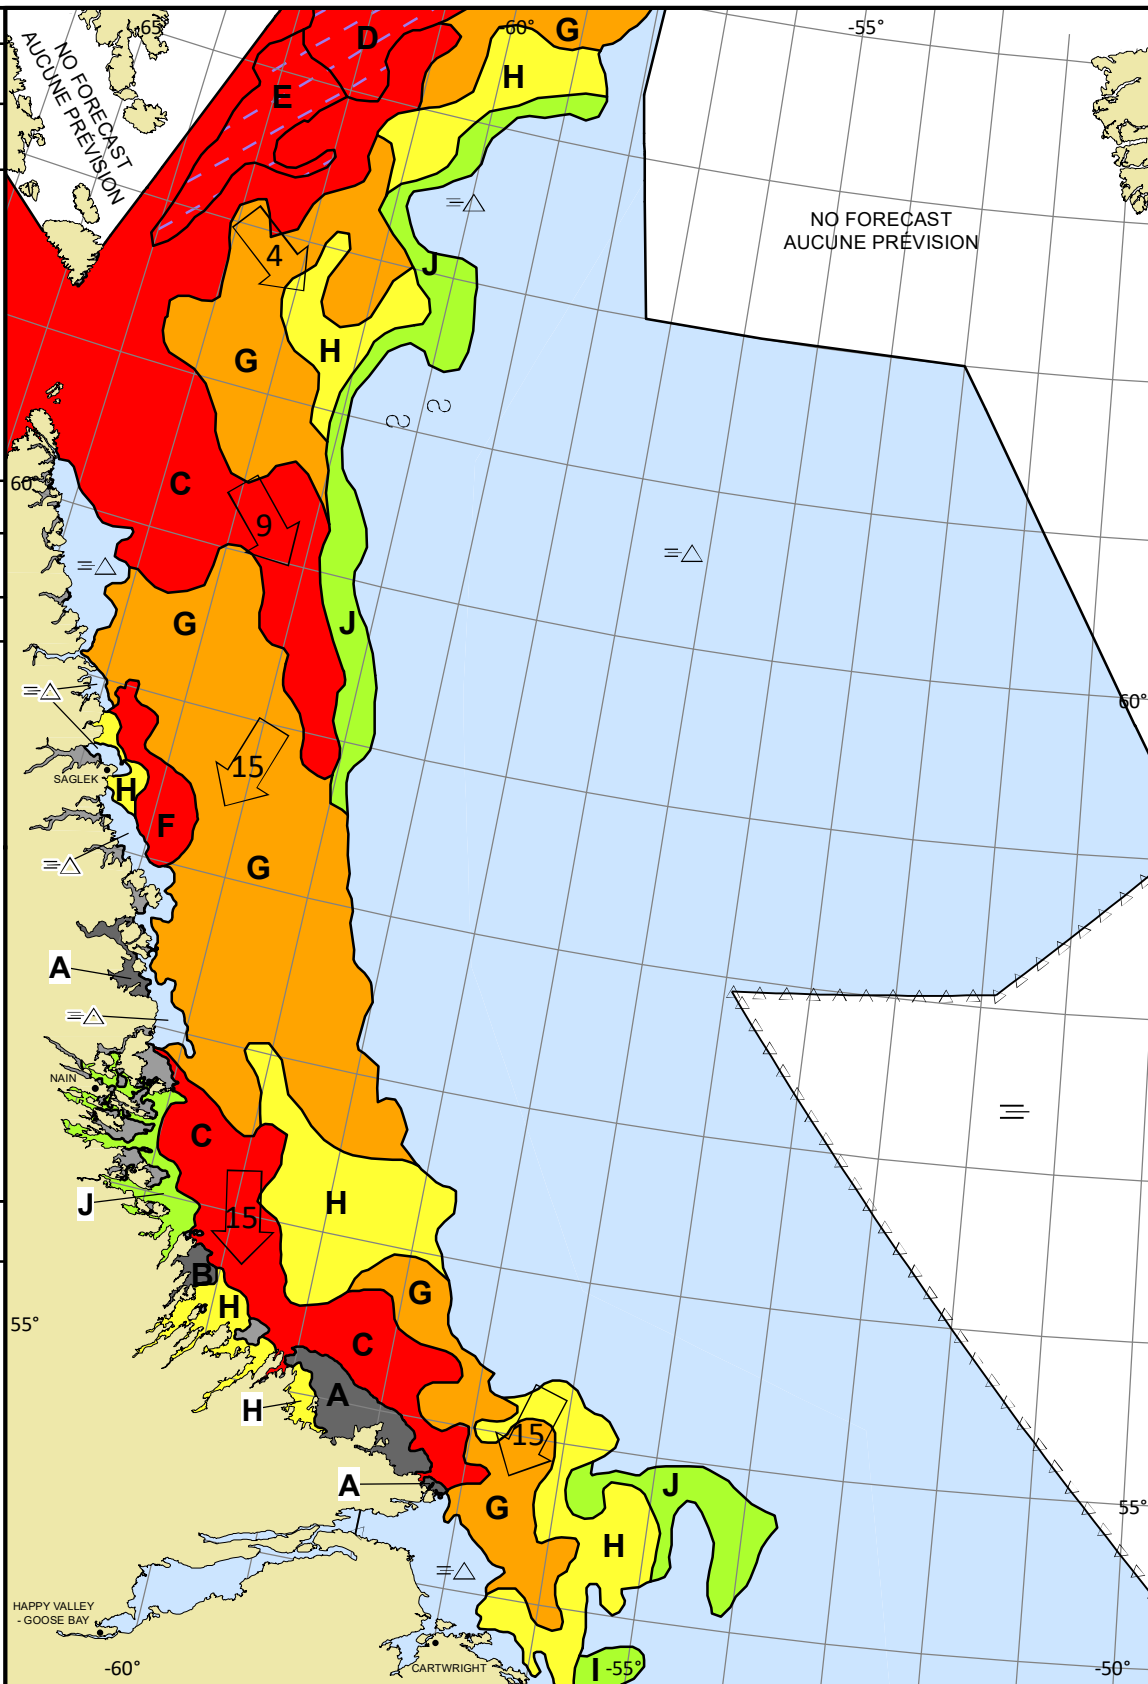 -65°
-60°
-55°
G
D
H
E
NO FORECAST
AUCUNE PRÉVISION
NO FORECAST
AUCUNE PRÉVISION
4
J
H
G
60°
C
9
G
J
60°
15
SAGLEK
H
F
G
A
NAIN
C
J
H
15
B
G
H
55°
C
A
H
15
A
J
G
55°
H
HAPPY VALLEY
- GOOSE BAY
-60°
CARTWRIGHT
I
-55°
-50°